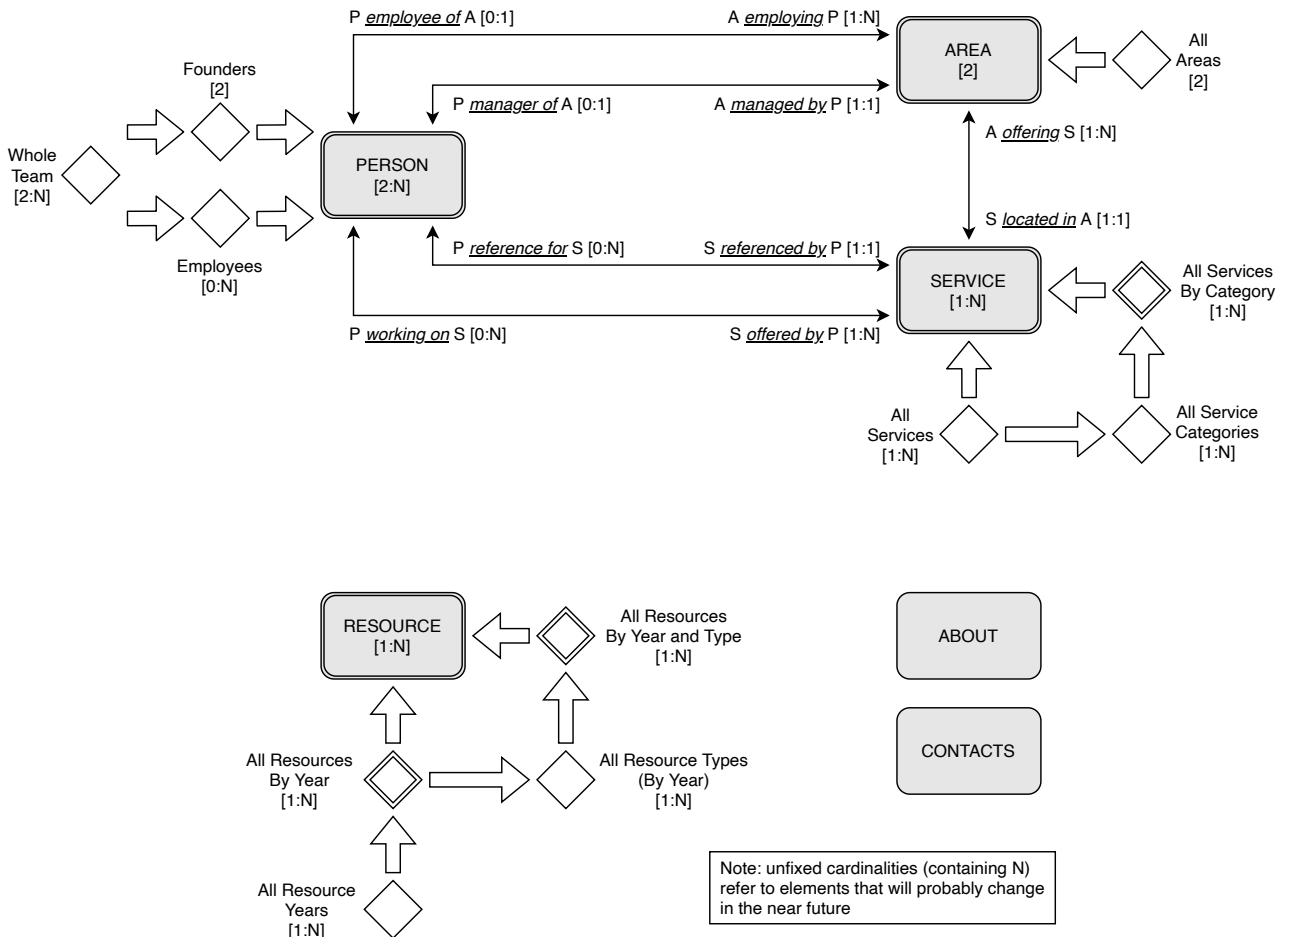 P employee of A [0:1]
A employing P [1:N]
AREA
[2]
All
Areas
[2]
P manager of A [0:1]
A managed by P [1:1]
Founders
[2]
Whole
Team
[2:N]
PERSON
[2:N]
Employees
[0:N]
A offering S [1:N]
S located in A [1:1]
P reference for S [0:N]
S referenced by P [1:1]
SERVICE
[1:N]
All Services
By Category
[1:N]
P working on S [0:N]
S offered by P [1:N]
All
Services
[1:N]
All Service
Categories
[1:N]
RESOURCE
[1:N]
All Resources
By Year and Type
[1:N]
ABOUT
All Resources
By Year
[1:N]
All Resource Types
(By Year)
[1:N]
CONTACTS
All Resource
Years
[1:N]
Note: unfixed cardinalities (containing N)
refer to elements that will probably change
in the near future